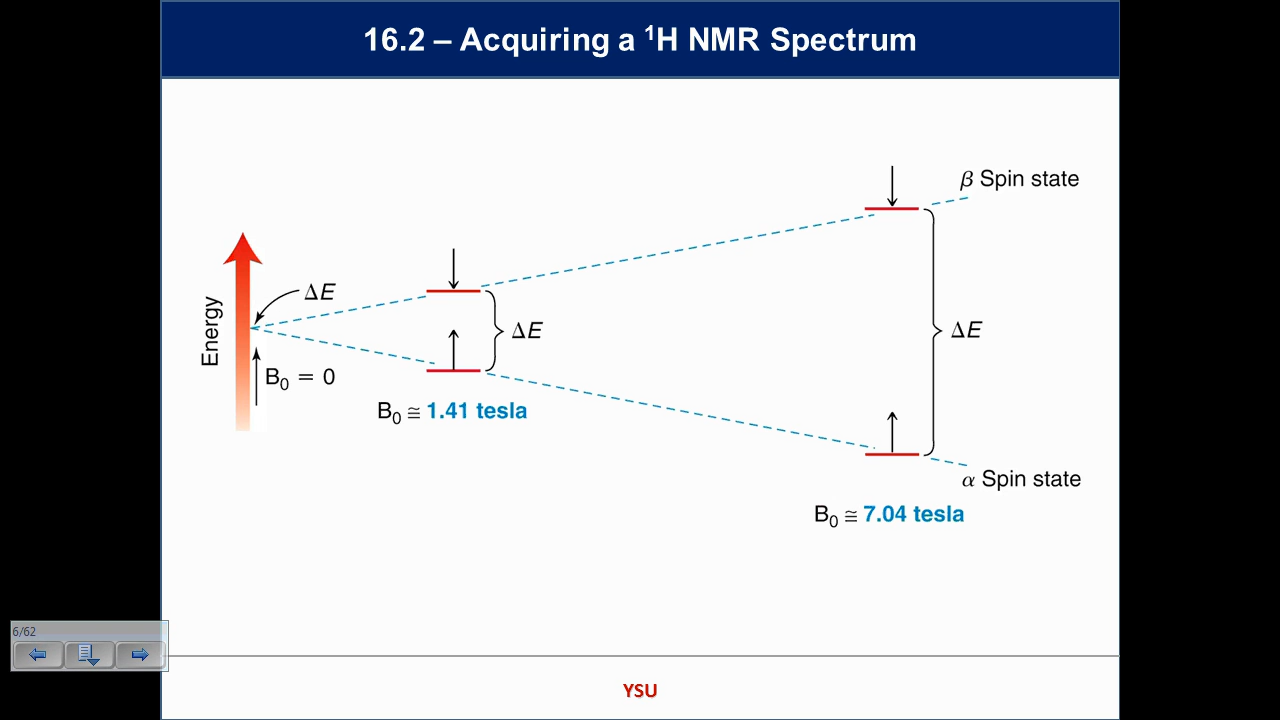 16.2 – Acquiring a ¹H NMR Spectrum
β Spin state
ΔE
Energy
B₀ = 0
ΔE
ΔE
B₀ ≅ 1.41 tesla
α Spin state
B₀ ≅ 7.04 tesla
6/62
YSU